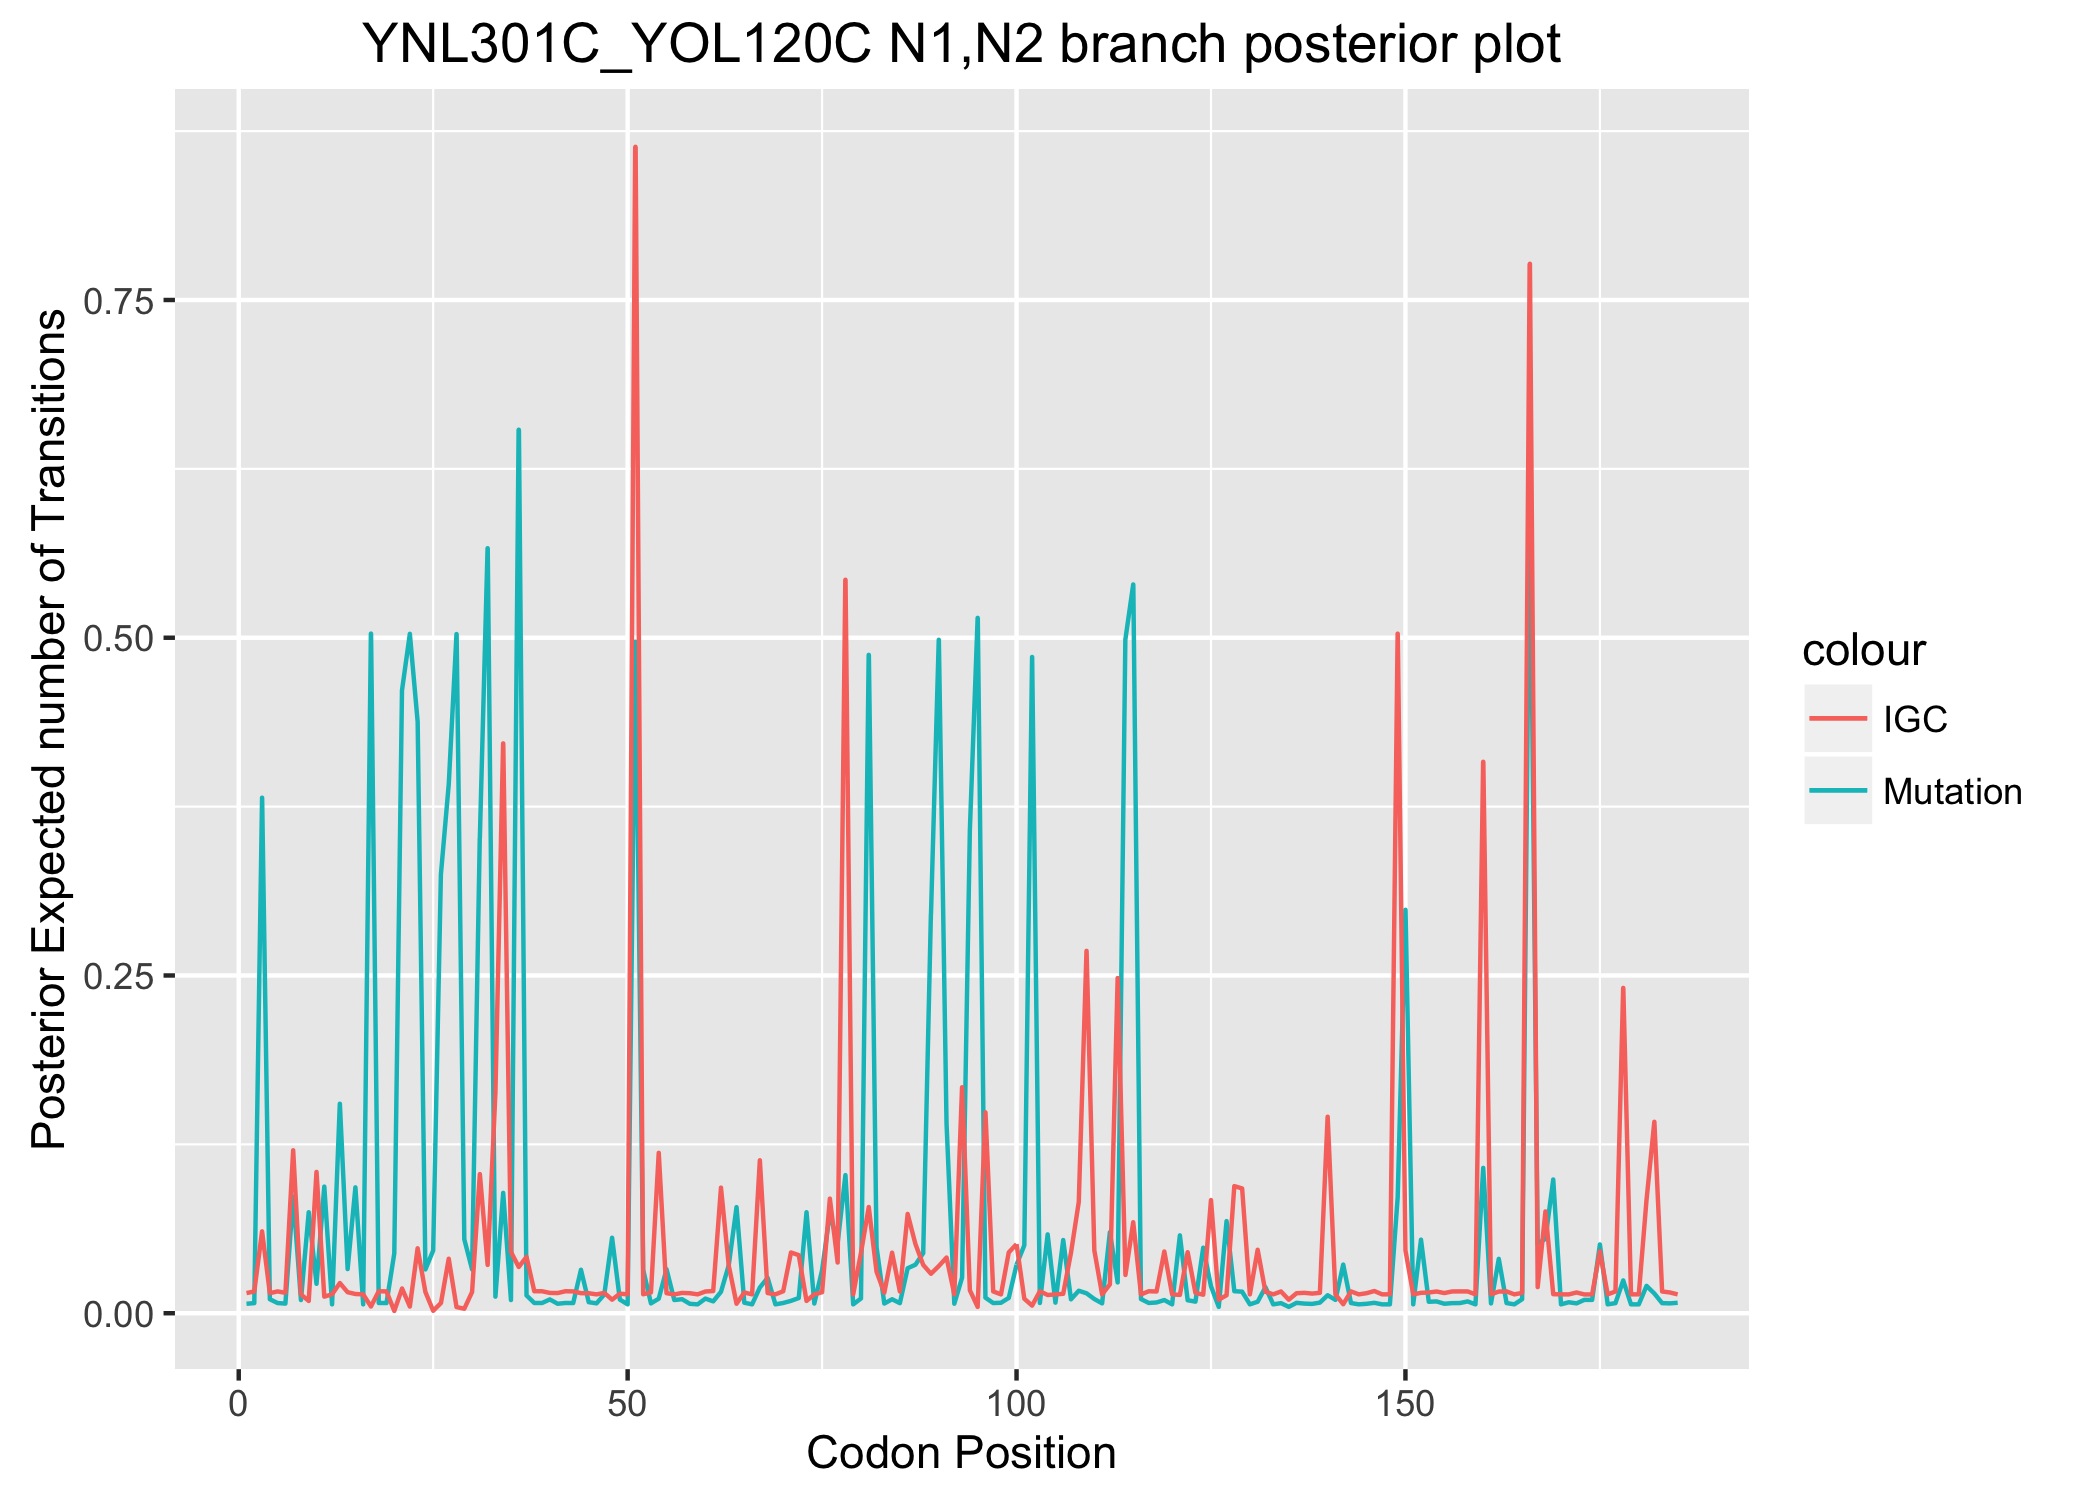 YNL301C_YOL120C N1,N2 branch posterior plot
Posterior Expected number of Transitions
0.75
0.50
0.25
0.00
0 50 100 150
Codon Position
colour
IGC
Mutation